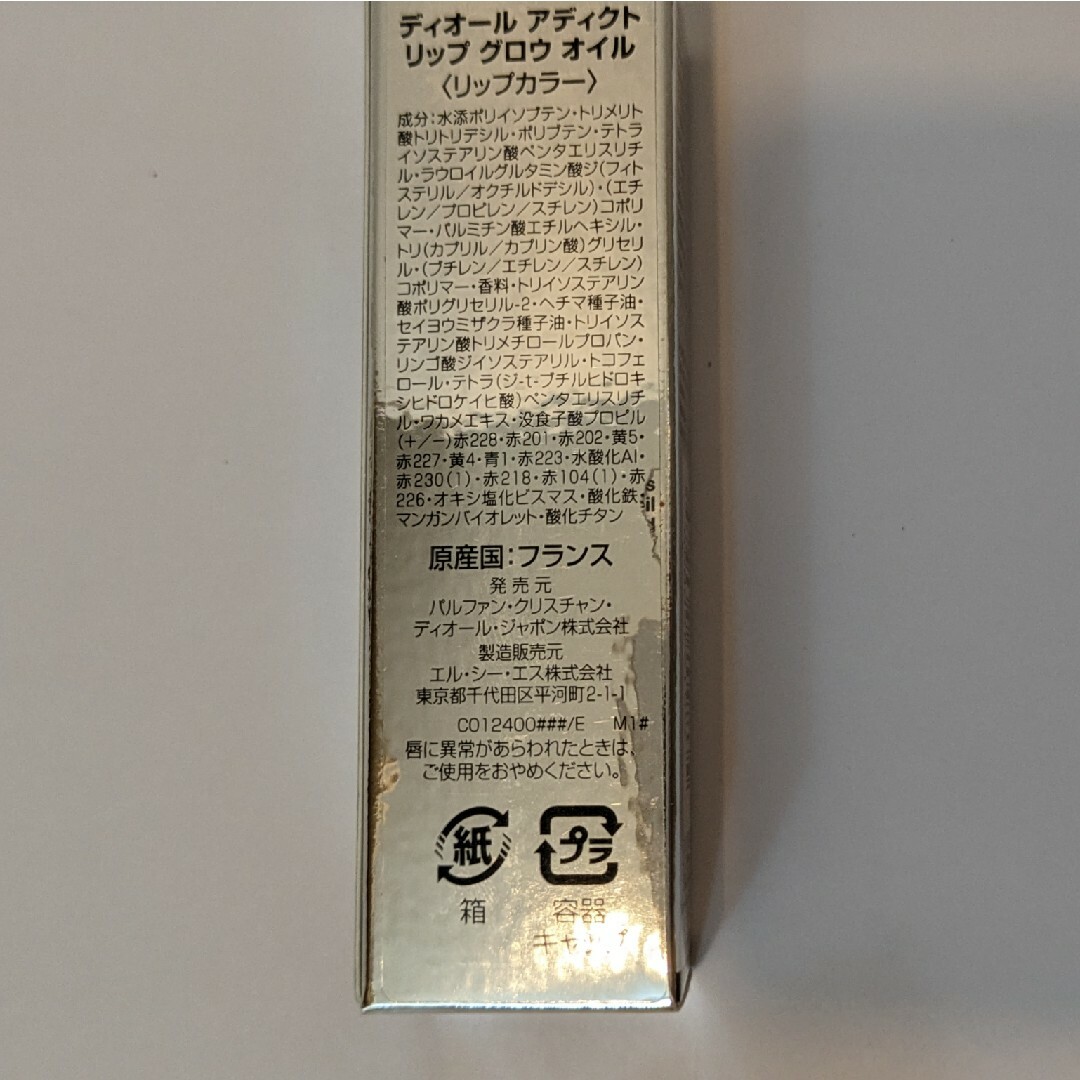 ディオール アディクト
リップ グロウ オイル
〈リップカラー〉
成分：水添ポリイソブテン・トリメリト
酸トリトリデシル・ポリブテン・テトラ
イソステアリン酸ペンタエリスリチ
ル・ラウロイルグルタミン酸ジ(フィト
ステリル／オクチルドデシル)・(エチ
レン／プロピレン／スチレン)コポリ
マー・パルミチン酸エチルヘキシル・
トリ(カプリル／カプリン酸)グリセリ
ル・(ブチレン／エチレン／スチレン)
コポリマー・香料・トリイソステアリン
酸ポリグリセリル-2・ヘチマ種子油・
セイヨウミザクラ種子油・トリイソス
テアリン酸トリメチロールプロパン・
リンゴ酸ジイソステアリル・トコフェ
ロール・テトラ(ジ-t-ブチルヒドロキ
シヒドロケイヒ酸)ペンタエリスリチ
ル・ワカメエキス・没食子酸プロピル
(+/-)赤228・赤201・赤202・黄5・
赤227・黄4・青1・赤223・水酸化Al・
赤230(1)・赤218・赤104(1)・赤
226・オキシ塩化ビスマス・酸化鉄・
マンガンバイオレット・酸化チタン
原産国：フランス
発売元
パルファン・クリスチャン・
ディオール・ジャポン株式会社
製造販売元
エル・シー・エス株式会社
東京都千代田区平河町2-1-1
C012400###/E M1#
唇に異常があらわれたときは、
ご使用をおやめください。
紙 プラ
箱 容器
キャップ